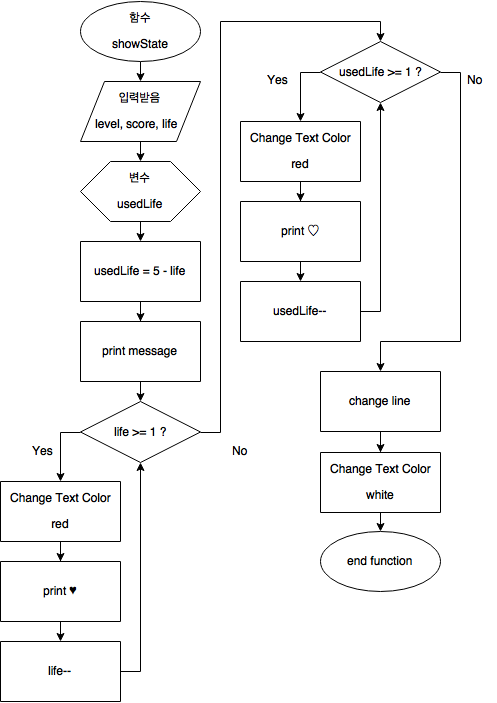 함수
showState
입력받음
level, score, life
변수
usedLife
usedLife = 5 - life
print message
life >= 1 ?
Yes
No
Change Text Color
red
print ♥
life--
usedLife >= 1 ?
Yes
No
Change Text Color
red
print ♡
usedLife--
change line
Change Text Color
white
end function